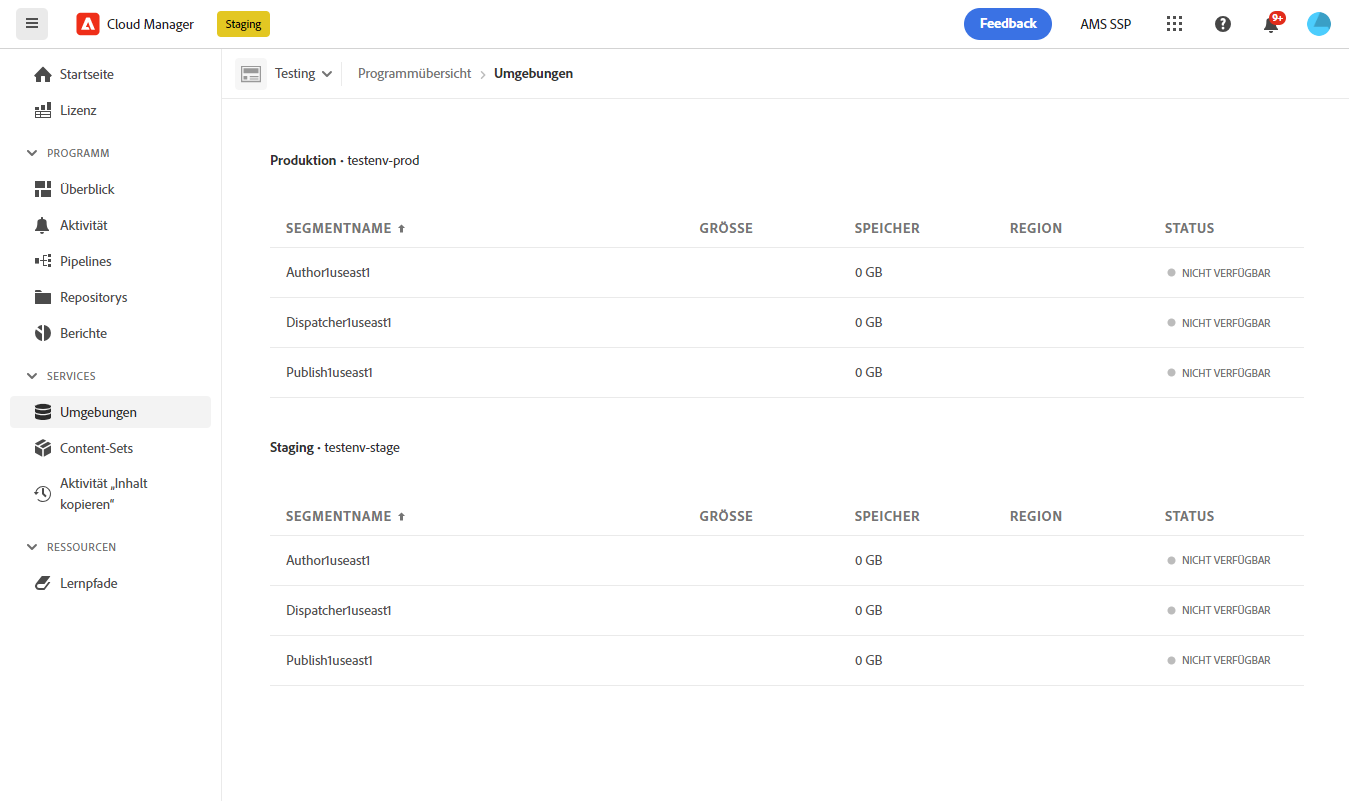 Cloud Manager Staging Feedback AMS SSP 9+
Testing Programmübersicht Umgebungen
Startseite
Lizenz
PROGRAMM
Überblick
Aktivität
Pipelines
Repositorys
Berichte
SERVICES
Umgebungen
Content-Sets
Aktivität „Inhalt
kopieren“
RESSOURCEN
Lernpfade
Produktion · testenv-prod
SEGMENTNAME GRÖSSE SPEICHER REGION STATUS
Author1useast1 0 GB NICHT VERFÜGBAR
Dispatcher1useast1 0 GB NICHT VERFÜGBAR
Publish1useast1 0 GB NICHT VERFÜGBAR
Staging · testenv-stage
SEGMENTNAME GRÖSSE SPEICHER REGION STATUS
Author1useast1 0 GB NICHT VERFÜGBAR
Dispatcher1useast1 0 GB NICHT VERFÜGBAR
Publish1useast1 0 GB NICHT VERFÜGBAR